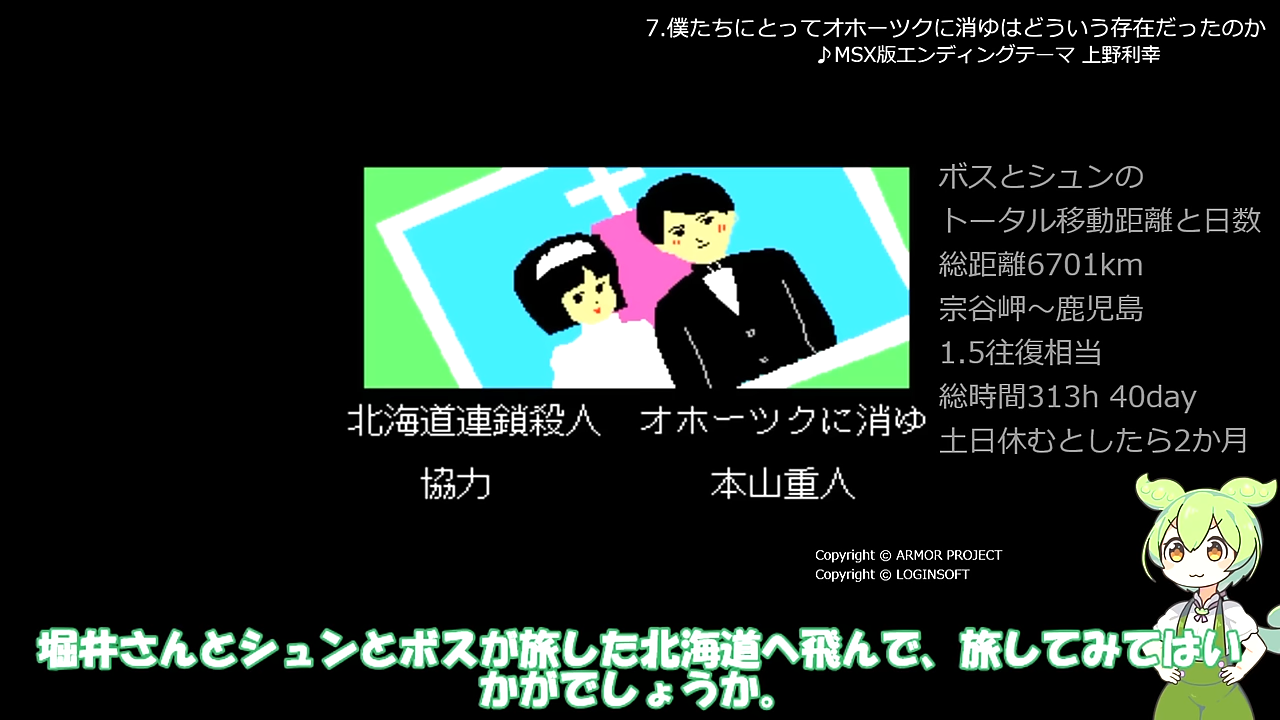 7.僕たちにとってオホーツクに消ゆはどういう存在だったのか
♪MSX版エンディングテーマ 上野利幸
ボスとシュンの
トータル移動距離と日数
総距離6701km
宗谷岬～鹿児島
1.5往復相当
総時間313h 40day
土日休むとしたら2か月
北海道連鎖殺人 オホーツクに消ゆ
協力 本山重人
Copyright © ARMOR PROJECT
Copyright © LOGINSOFT
堀井さんとシュンとボスが旅した北海道へ飛んで、旅してみてはい
かがでしょうか。